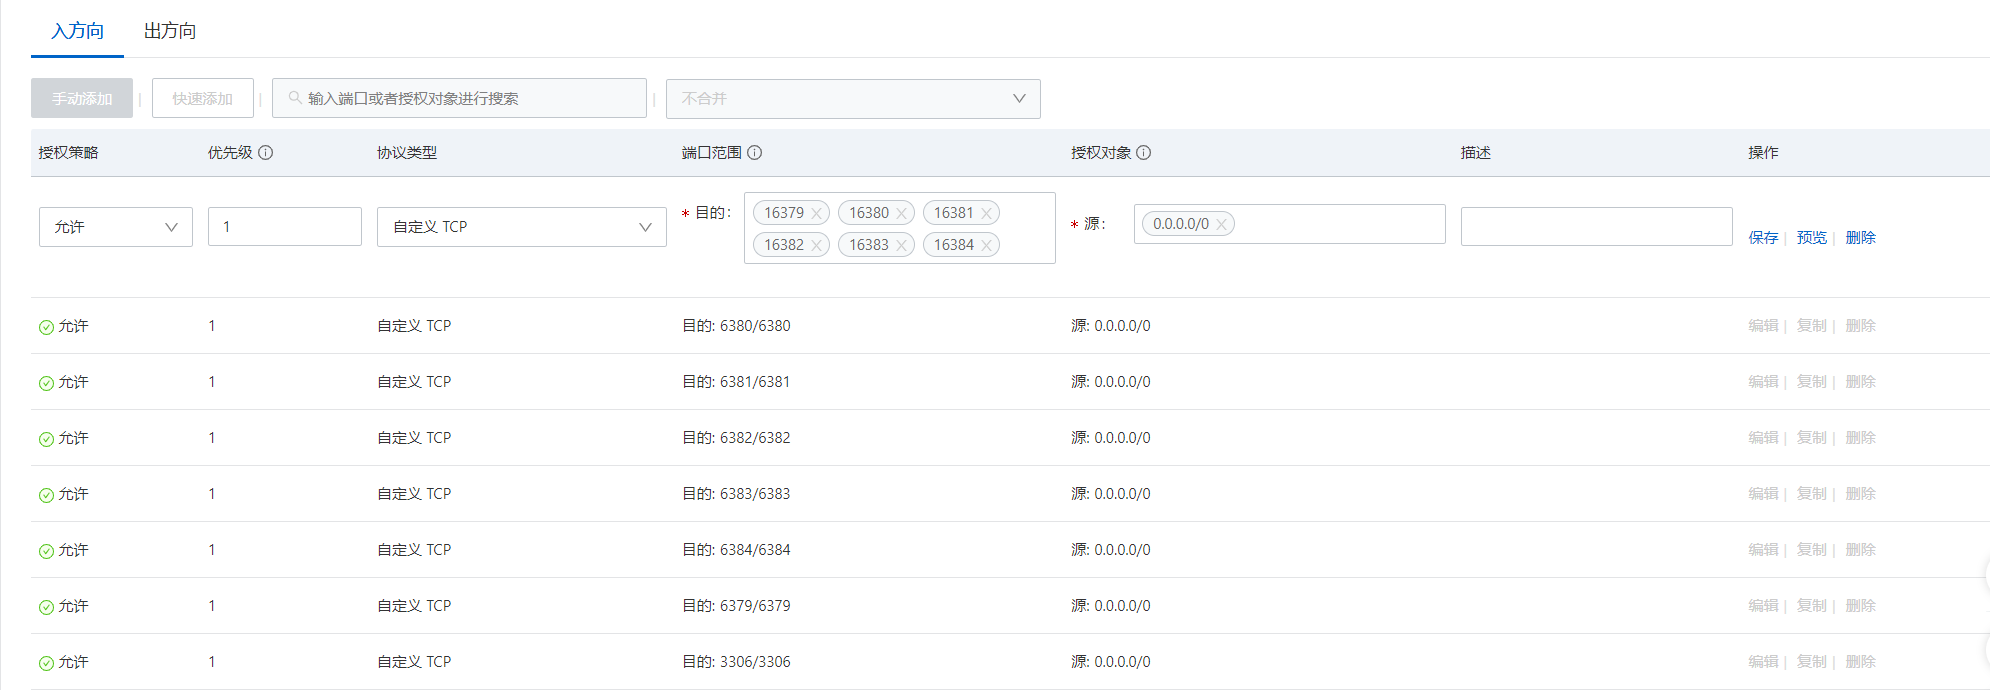 入方向 出方向
手动添加 | 快速添加 | 输入端口或者授权对象进行搜索 | 不合并
授权策略 优先级 协议类型 端口范围 授权对象 描述 操作
允许 1 自定义 TCP * 目的: 16379 16380 16381 16382 16383 16384 * 源: 0.0.0.0/0 保存 | 预览 | 删除
允许 1 自定义 TCP 目的: 6380/6380 源: 0.0.0.0/0 编辑 | 复制 | 删除
允许 1 自定义 TCP 目的: 6381/6381 源: 0.0.0.0/0 编辑 | 复制 | 删除
允许 1 自定义 TCP 目的: 6382/6382 源: 0.0.0.0/0 编辑 | 复制 | 删除
允许 1 自定义 TCP 目的: 6383/6383 源: 0.0.0.0/0 编辑 | 复制 | 删除
允许 1 自定义 TCP 目的: 6384/6384 源: 0.0.0.0/0 编辑 | 复制 | 删除
允许 1 自定义 TCP 目的: 6379/6379 源: 0.0.0.0/0 编辑 | 复制 | 删除
允许 1 自定义 TCP 目的: 3306/3306 源: 0.0.0.0/0 编辑 | 复制 | 删除